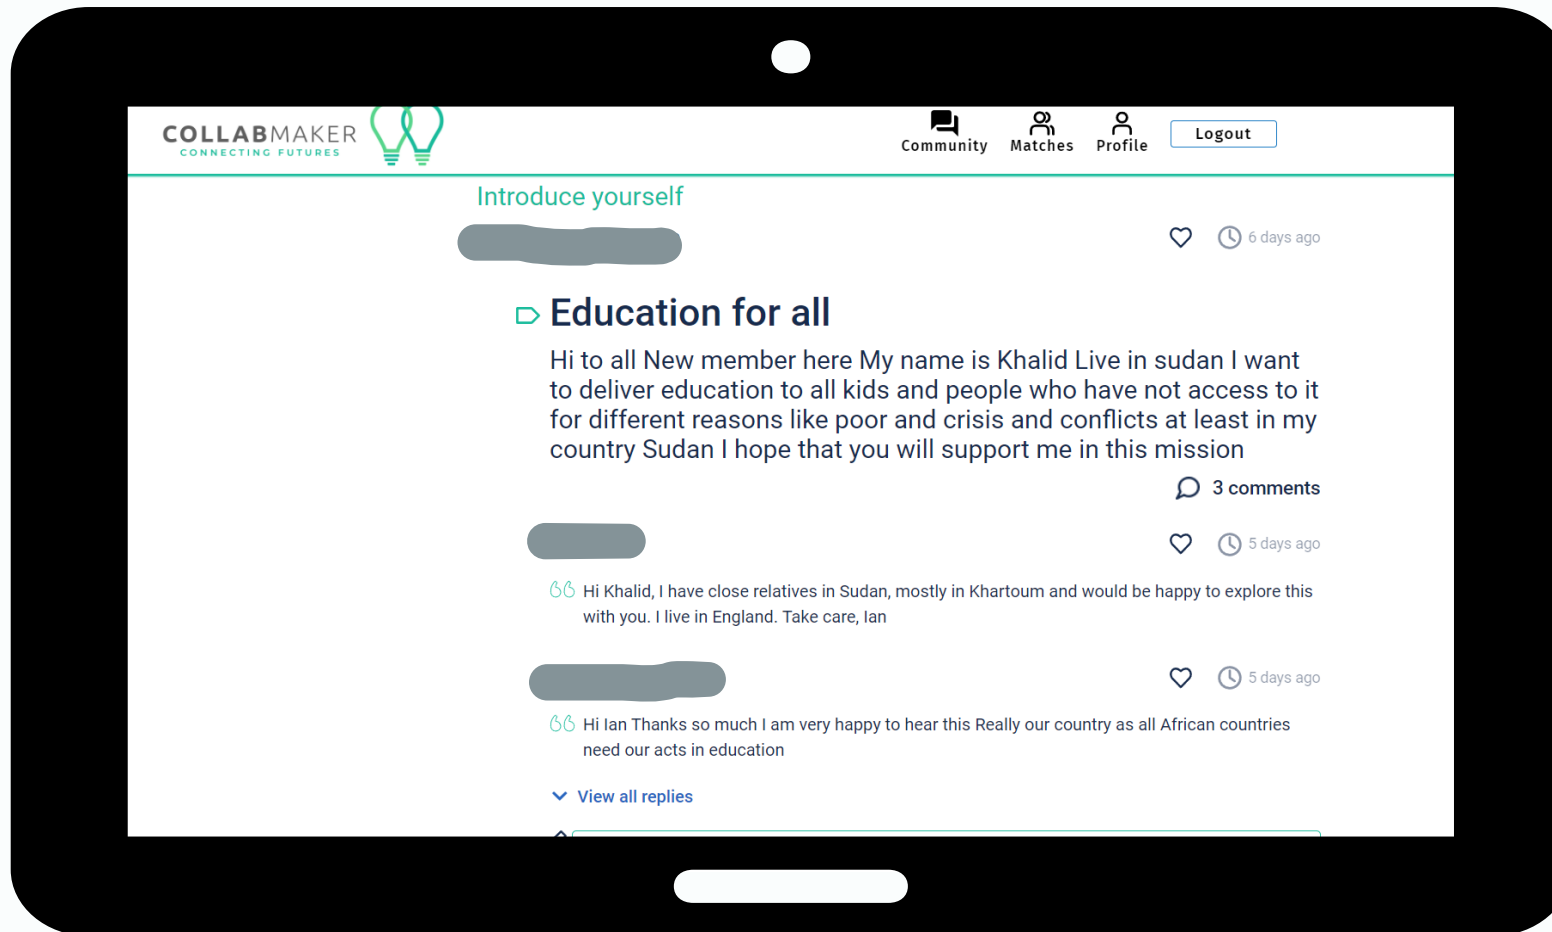 COLLABMAKER
CONNECTING FUTURES
Community
Matches
Profile
Logout
Introduce yourself
6 days ago
Education for all
Hi to all New member here My name is Khalid Live in sudan I want
to deliver education to all kids and people who have not access to it
for different reasons like poor and crisis and conflicts at least in my
country Sudan I hope that you will support me in this mission
3 comments
5 days ago
Hi Khalid, I have close relatives in Sudan, mostly in Khartoum and would be happy to explore this
with you. I live in England. Take care, Ian
5 days ago
Hi Ian Thanks so much I am very happy to hear this Really our country as all African countries
need our acts in education
View all replies